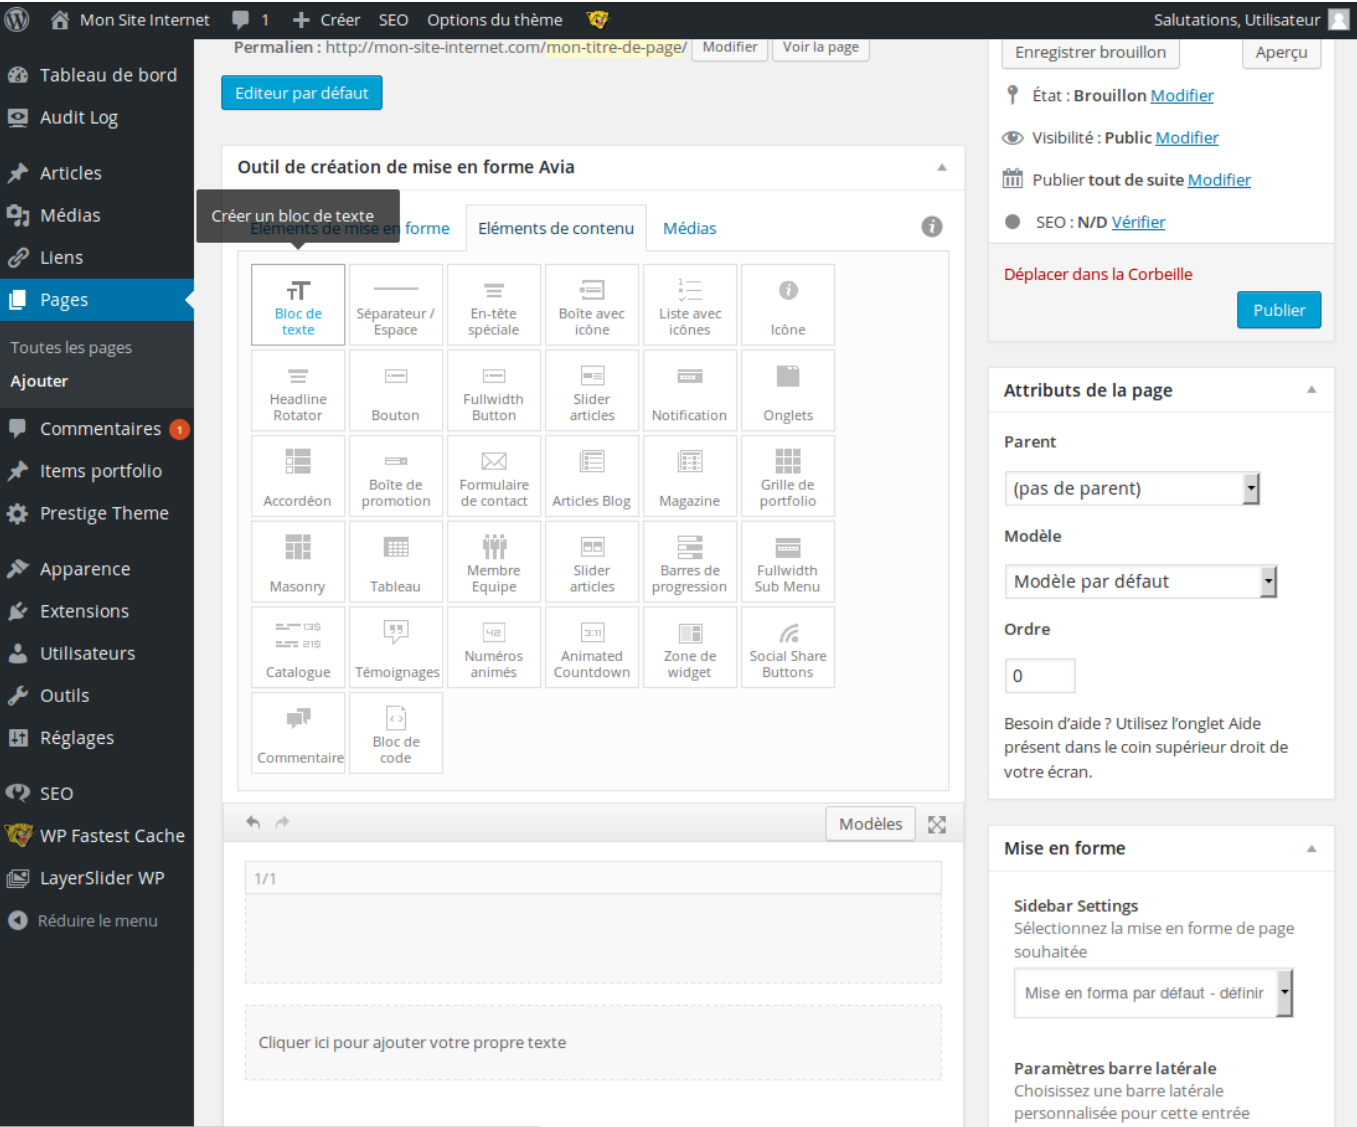 Mon Site Internet 1 Créer SEO Options du thème Salutations, Utilisateur
Tableau de bord
Audit Log
Articles
Médias
Liens
Pages
Toutes les pages
Ajouter
Commentaires 1
Items portfolio
Prestige Theme
Apparence
Extensions
Utilisateurs
Outils
Réglages
SEO
WP Fastest Cache
LayerSlider WP
Réduire le menu
Permalien : http://mon-site-internet.com/mon-titre-de-page/ Modifier Voir la page
Editeur par défaut
Outil de création de mise en forme Avia
Créer un bloc de texte
Eléments de mise en forme Eléments de contenu Médias
Bloc de texte
Séparateur / Espace
En-tête spéciale
Boîte avec icône
Liste avec icônes
Icône
Headline Rotator
Bouton
Fullwidth Button
Slider articles
Notification
Onglets
Accordéon
Boîte de promotion
Formulaire de contact
Articles Blog
Magazine
Grille de portfolio
Masonry
Tableau
Membre Equipe
Slider articles
Barres de progression
Fullwidth Sub Menu
13$
21$
Catalogue
Témoignages
42
Numéros animés
3:11
Animated Countdown
Zone de widget
Social Share Buttons
Commentaire
Bloc de code
Modèles
1/1
Cliquer ici pour ajouter votre propre texte
Enregistrer brouillon Aperçu
État : Brouillon Modifier
Visibilité : Public Modifier
Publier tout de suite Modifier
SEO : N/D Vérifier
Déplacer dans la Corbeille
Publier
Attributs de la page
Parent
(pas de parent)
Modèle
Modèle par défaut
Ordre
0
Besoin d’aide ? Utilisez l’onglet Aide
présent dans le coin supérieur droit de
votre écran.
Mise en forme
Sidebar Settings
Sélectionnez la mise en forme de page
souhaitée
Mise en forma par défaut - définir
Paramètres barre latérale
Choisissez une barre latérale
personnalisée pour cette entrée